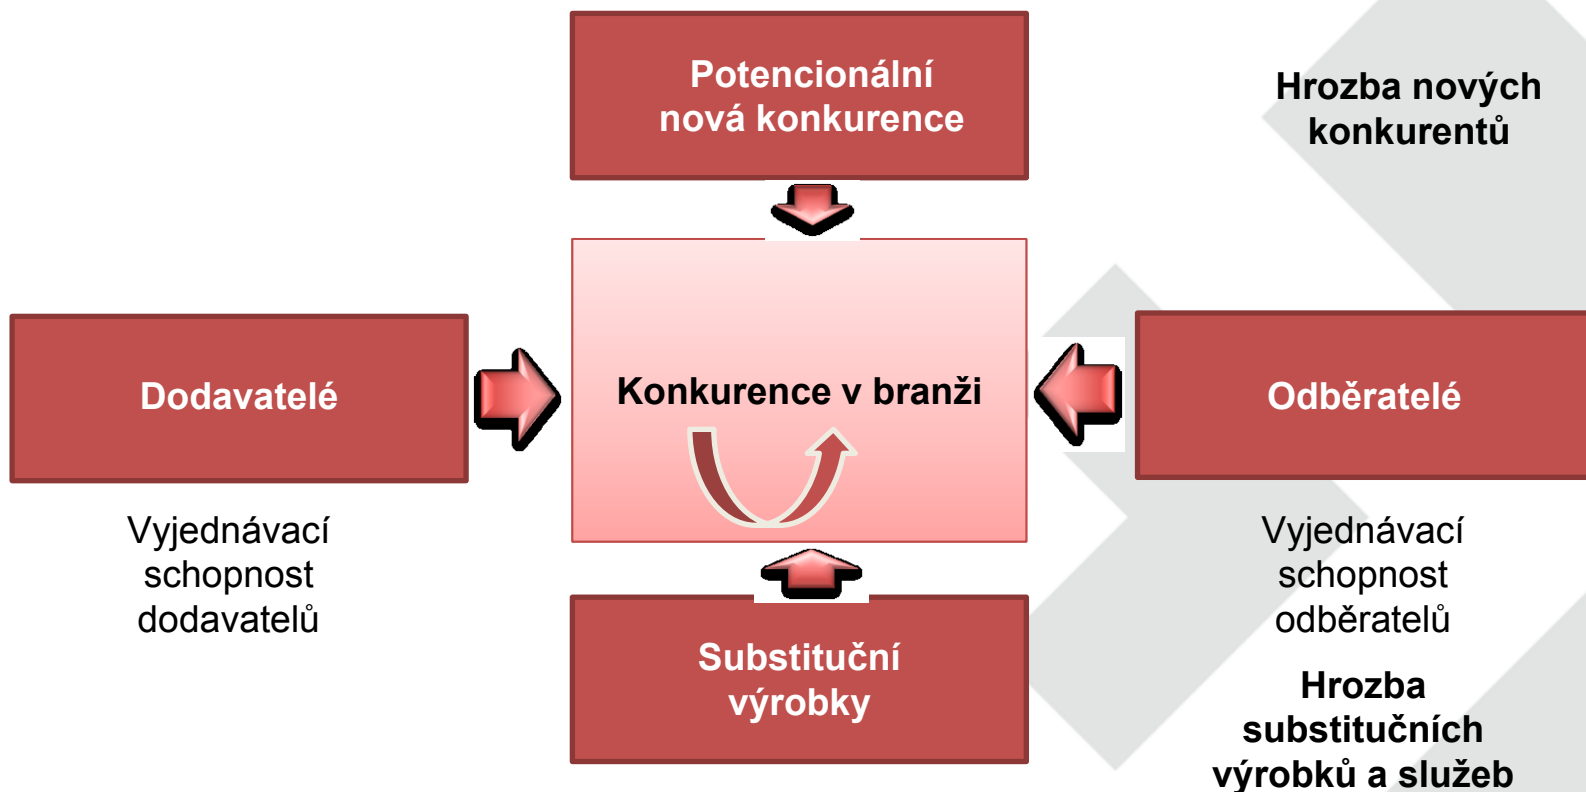 Potencionální
nová konkurence
Hrozba nových
konkurentů
Dodavatelé
Konkurence v branži
Odběratelé
Vyjednávací
schopnost
dodavatelů
Vyjednávací
schopnost
odběratelů
Substituční
výrobky
Hrozba
substitučních
výrobků a služeb